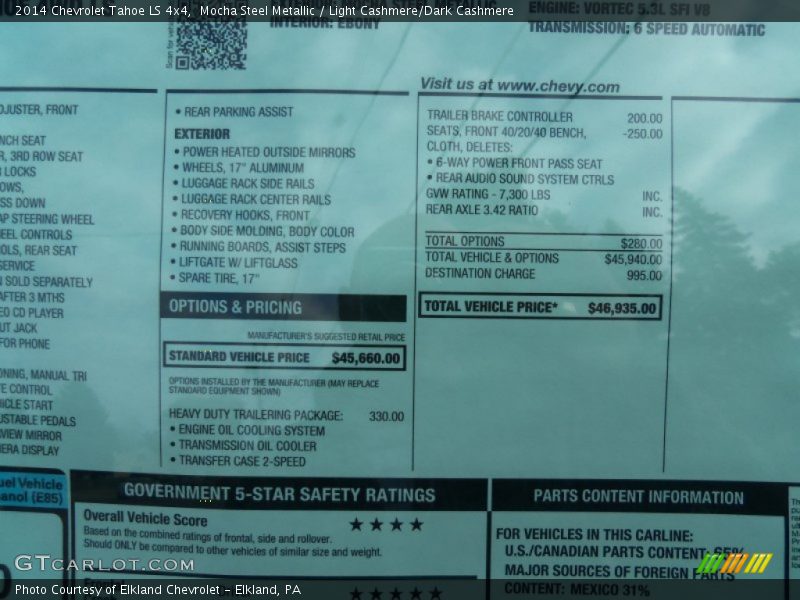 2014 Chevrolet Tahoe LS 4x4, Mocha Steel Metallic / Light Cashmere/Dark Cashmere
INTERIOR: EBONY
ENGINE: VORTEC 5.3L SFI V8
TRANSMISSION: 6 SPEED AUTOMATIC
Visit us at www.chevy.com
DJUSTER, FRONT
NCH SEAT
R, 3RD ROW SEAT
LOCKS
OWS,
SS DOWN
AP STEERING WHEEL
EEL CONTROLS
OLS, REAR SEAT
SERVICE
N SOLD SEPARATELY
AFTER 3 MTHS
ED CD PLAYER
UT JACK
FOR PHONE
ONING, MANUAL TRI
TE CONTROL
HICLE START
USTABLE PEDALS
VIEW MIRROR
ERA DISPLAY
• REAR PARKING ASSIST
EXTERIOR
• POWER HEATED OUTSIDE MIRRORS
• WHEELS, 17" ALUMINUM
• LUGGAGE RACK SIDE RAILS
• LUGGAGE RACK CENTER RAILS
• RECOVERY HOOKS, FRONT
• BODY SIDE MOLDING, BODY COLOR
• RUNNING BOARDS, ASSIST STEPS
• LIFTGATE W/ LIFTGLASS
• SPARE TIRE, 17"
OPTIONS & PRICING
MANUFACTURER'S SUGGESTED RETAIL PRICE
STANDARD VEHICLE PRICE $45,660.00
OPTIONS INSTALLED BY THE MANUFACTURER (MAY REPLACE
STANDARD EQUIPMENT SHOWN)
HEAVY DUTY TRAILERING PACKAGE: 330.00
• ENGINE OIL COOLING SYSTEM
• TRANSMISSION OIL COOLER
• TRANSFER CASE 2-SPEED
TRAILER BRAKE CONTROLLER 200.00
SEATS, FRONT 40/20/40 BENCH, -250.00
CLOTH, DELETES:
• 6-WAY POWER FRONT PASS SEAT
• REAR AUDIO SOUND SYSTEM CTRLS
GVW RATING - 7,300 LBS INC.
REAR AXLE 3.42 RATIO INC.
TOTAL OPTIONS $280.00
TOTAL VEHICLE & OPTIONS $45,940.00
DESTINATION CHARGE 995.00
TOTAL VEHICLE PRICE* $46,935.00
uel Vehicle
anol (E85)
GOVERNMENT 5-STAR SAFETY RATINGS
Overall Vehicle Score ★★★★
Based on the combined ratings of frontal, side and rollover.
Should ONLY be compared to other vehicles of similar size and weight.
PARTS CONTENT INFORMATION
FOR VEHICLES IN THIS CARLINE:
U.S./CANADIAN PARTS CONTENT: 65%
MAJOR SOURCES OF FOREIGN PARTS
CONTENT: MEXICO 31%
GTCarLot.com
Photo Courtesy of Elkland Chevrolet - Elkland, PA